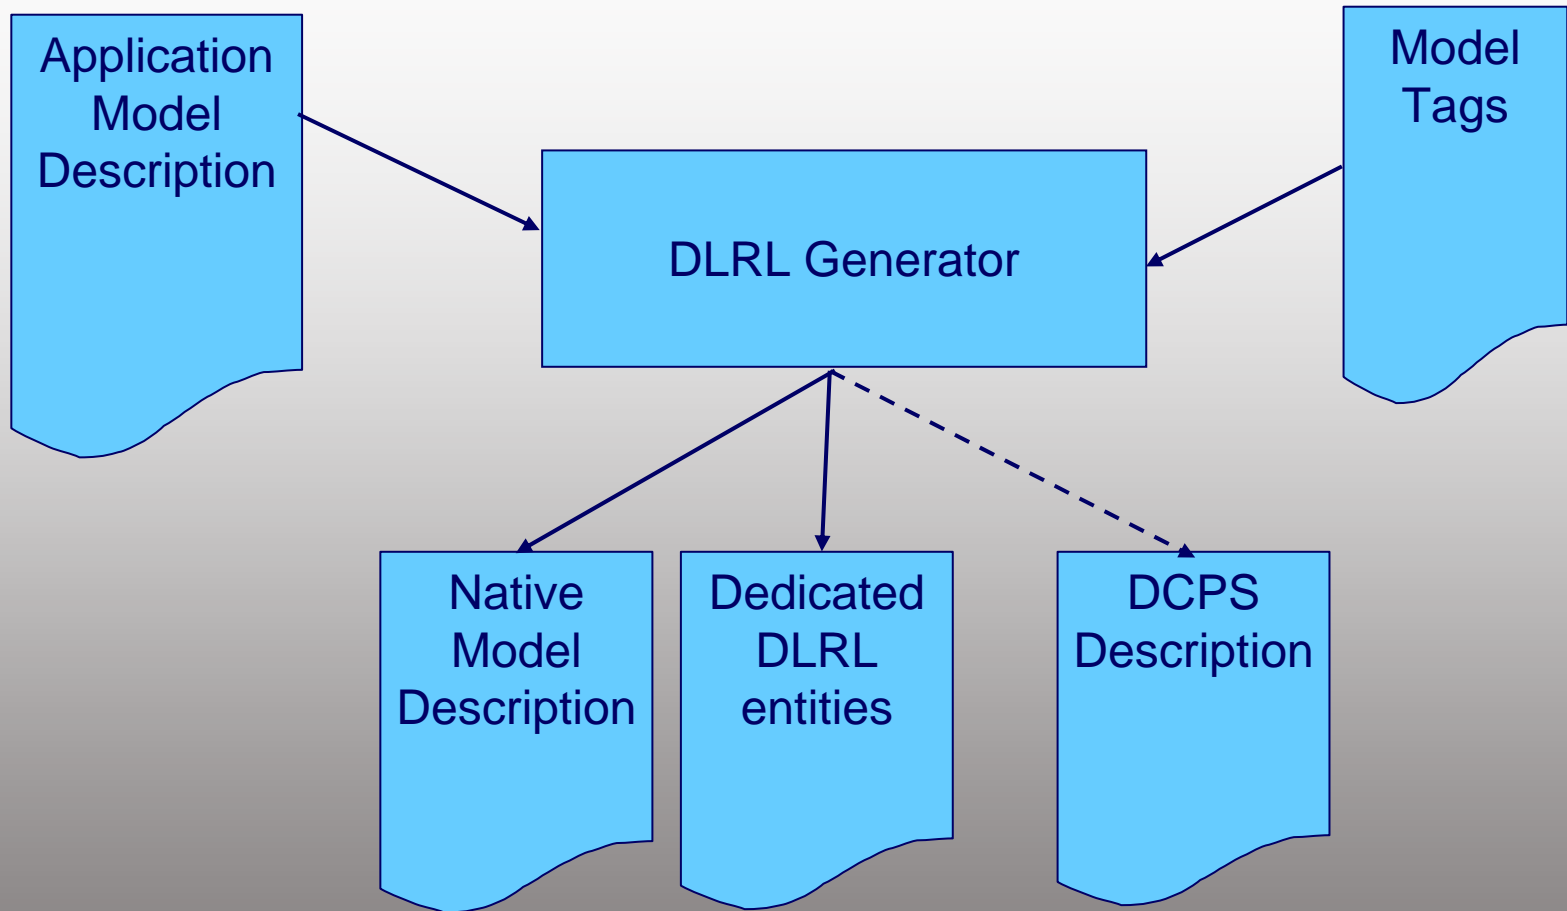 Application
Model
Description
Model
Tags
DLRL Generator
Native
Model
Description
Dedicated
DLRL
entities
DCPS
Description